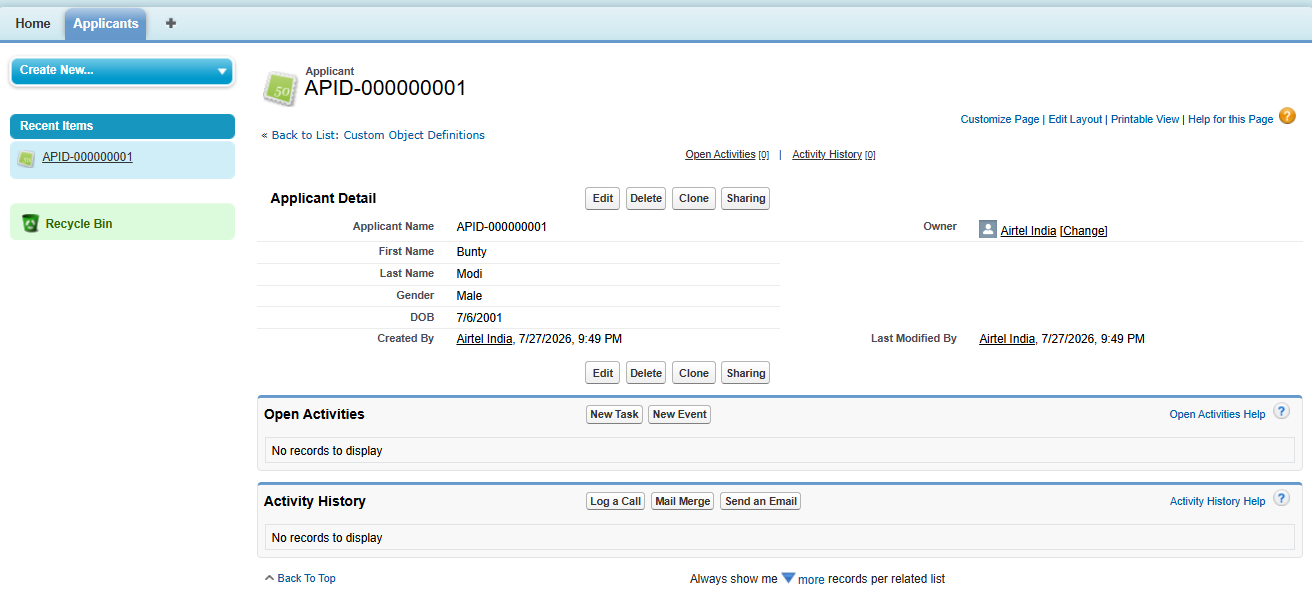 Home Applicants +
Create New...
Recent Items
APID-000000001
Recycle Bin
50
Applicant
APID-000000001
Customize Page | Edit Layout | Printable View | Help for this Page ?
« Back to List: Custom Object Definitions
Open Activities [0] | Activity History [0]
Applicant Detail Edit Delete Clone Sharing
Applicant Name APID-000000001 Owner Airtel India [Change]
First Name Bunty
Last Name Modi
Gender Male
DOB 7/6/2001
Created By Airtel India, 7/27/2026, 9:49 PM Last Modified By Airtel India, 7/27/2026, 9:49 PM
Edit Delete Clone Sharing
Open Activities New Task New Event Open Activities Help ?
No records to display
Activity History Log a Call Mail Merge Send an Email Activity History Help ?
No records to display
Back To Top Always show me more records per related list